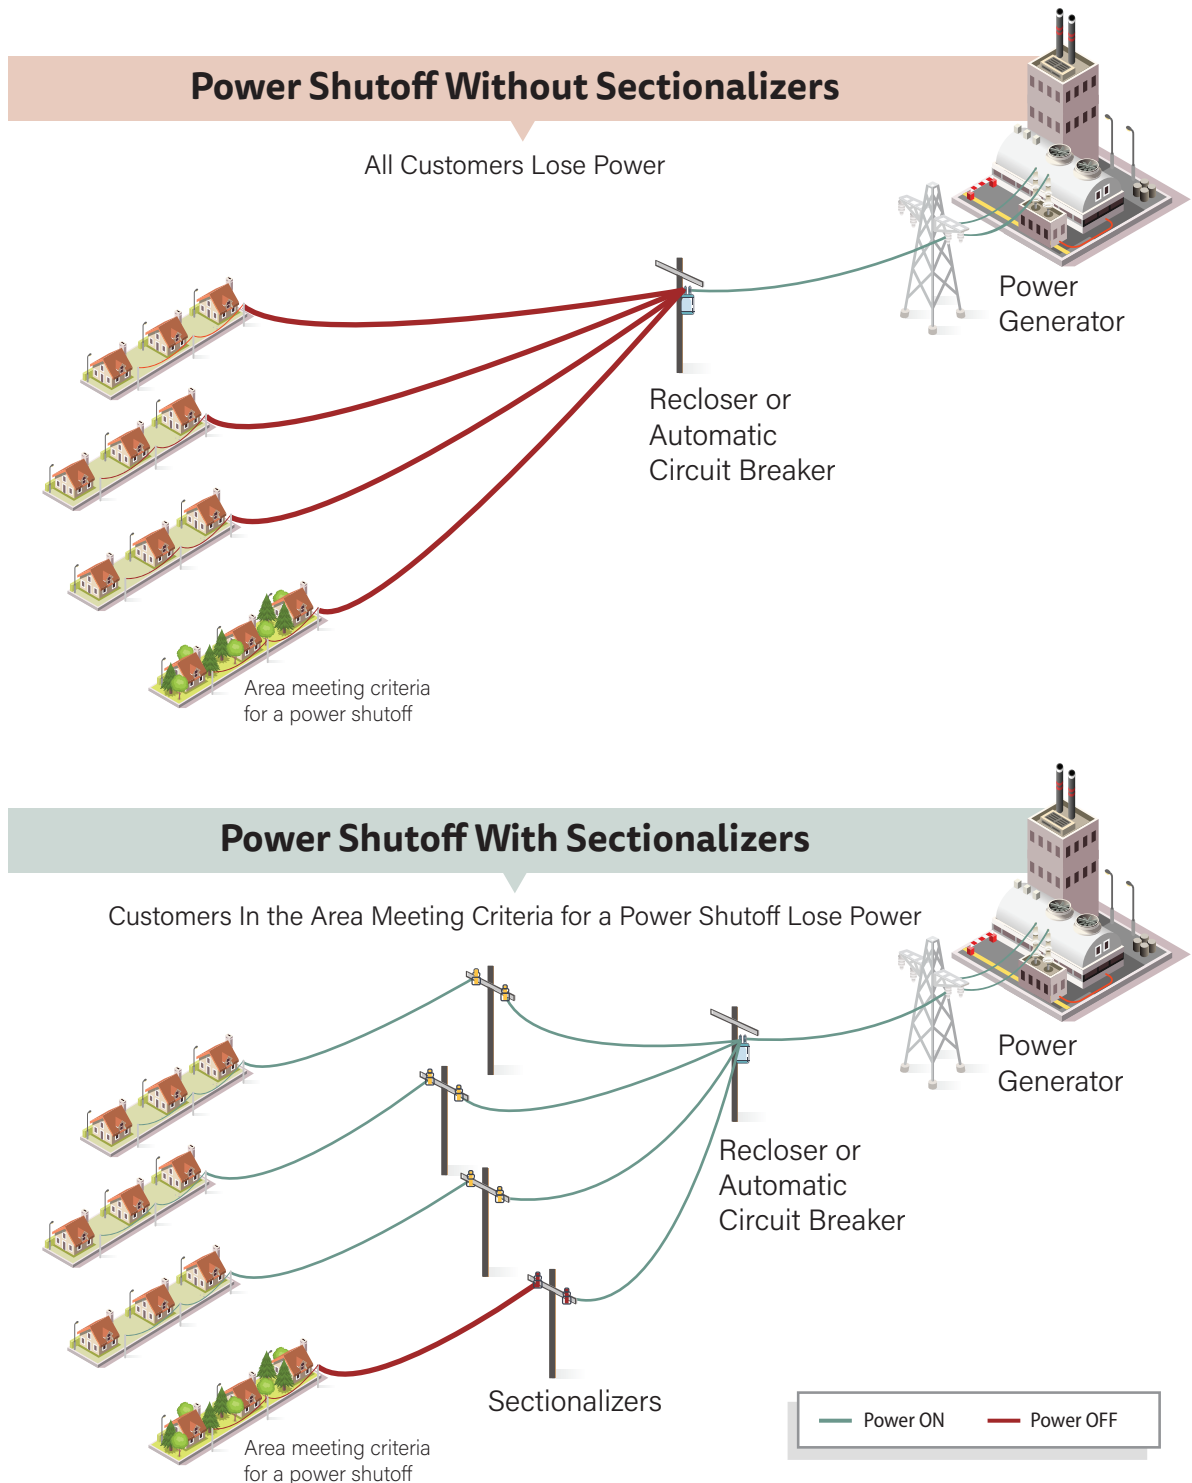 Power Shutoff Without Sectionalizers
All Customers Lose Power
Power
Generator
Recloser or
Automatic
Circuit Breaker
Area meeting criteria
for a power shutoff
Power Shutoff With Sectionalizers
Customers In the Area Meeting Criteria for a Power Shutoff Lose Power
Power
Generator
Recloser or
Automatic
Circuit Breaker
Sectionalizers
Area meeting criteria
for a power shutoff
Power ON
Power OFF